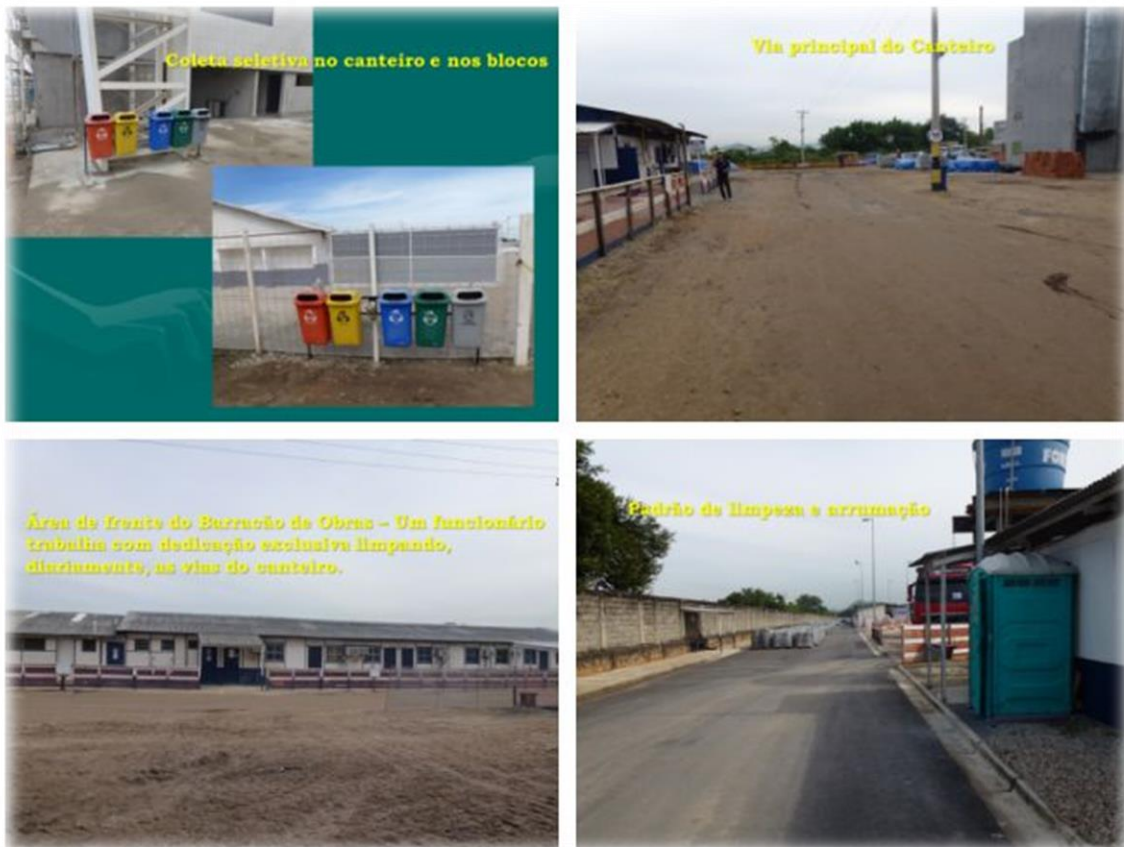 Coleta seletiva no canteiro e nos blocos
Via principal do Canteiro
Área de frente do Barracão de Obras – Um funcionário
trabalha com dedicação exclusiva limpando,
diariamente, as vias do canteiro.
Padrão de limpeza e arrumação